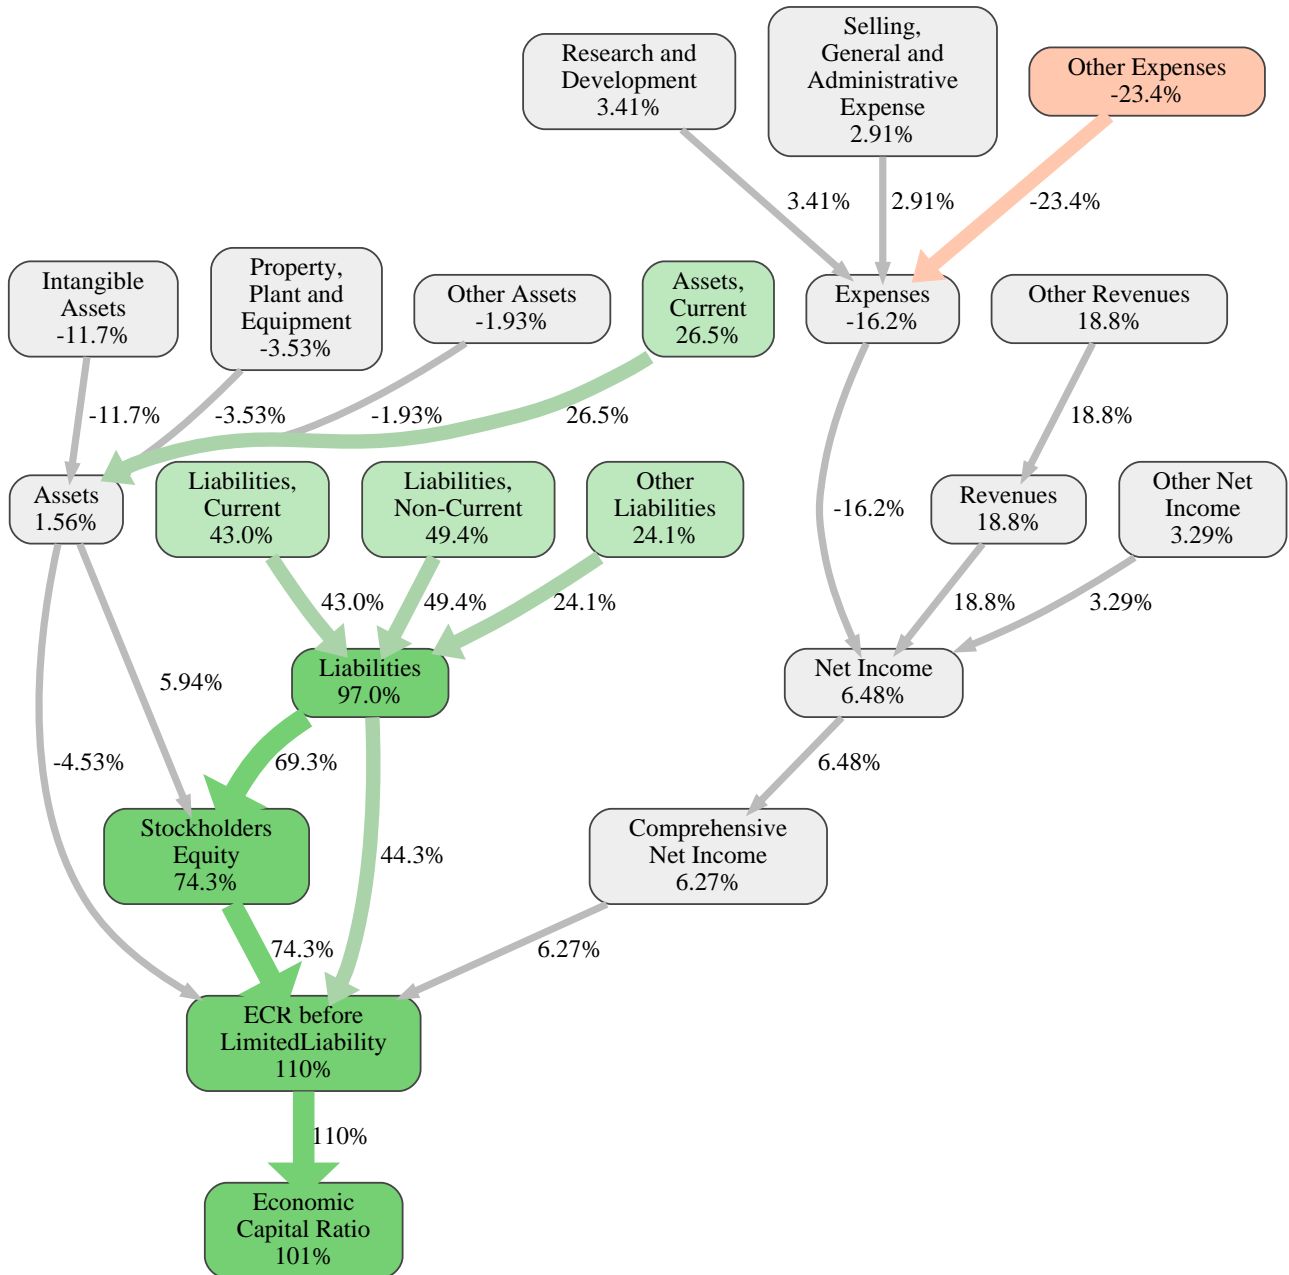 Research and
Development
3.41%
Selling,
General and
Administrative
Expense
2.91%
Other Expenses
-23.4%
3.41%
2.91%
-23.4%
Intangible
Assets
-11.7%
Property,
Plant and
Equipment
-3.53%
Other Assets
-1.93%
Assets,
Current
26.5%
Expenses
-16.2%
Other Revenues
18.8%
-11.7%
-3.53%
-1.93%
26.5%
18.8%
Assets
1.56%
Liabilities,
Current
43.0%
Liabilities,
Non-Current
49.4%
Other
Liabilities
24.1%
-16.2%
Revenues
18.8%
Other Net
Income
3.29%
43.0%
49.4%
24.1%
18.8%
3.29%
Liabilities
97.0%
Net Income
6.48%
5.94%
-4.53%
69.3%
6.48%
Stockholders
Equity
74.3%
44.3%
Comprehensive
Net Income
6.27%
74.3%
6.27%
ECR before
LimitedLiability
110%
110%
Economic
Capital Ratio
101%